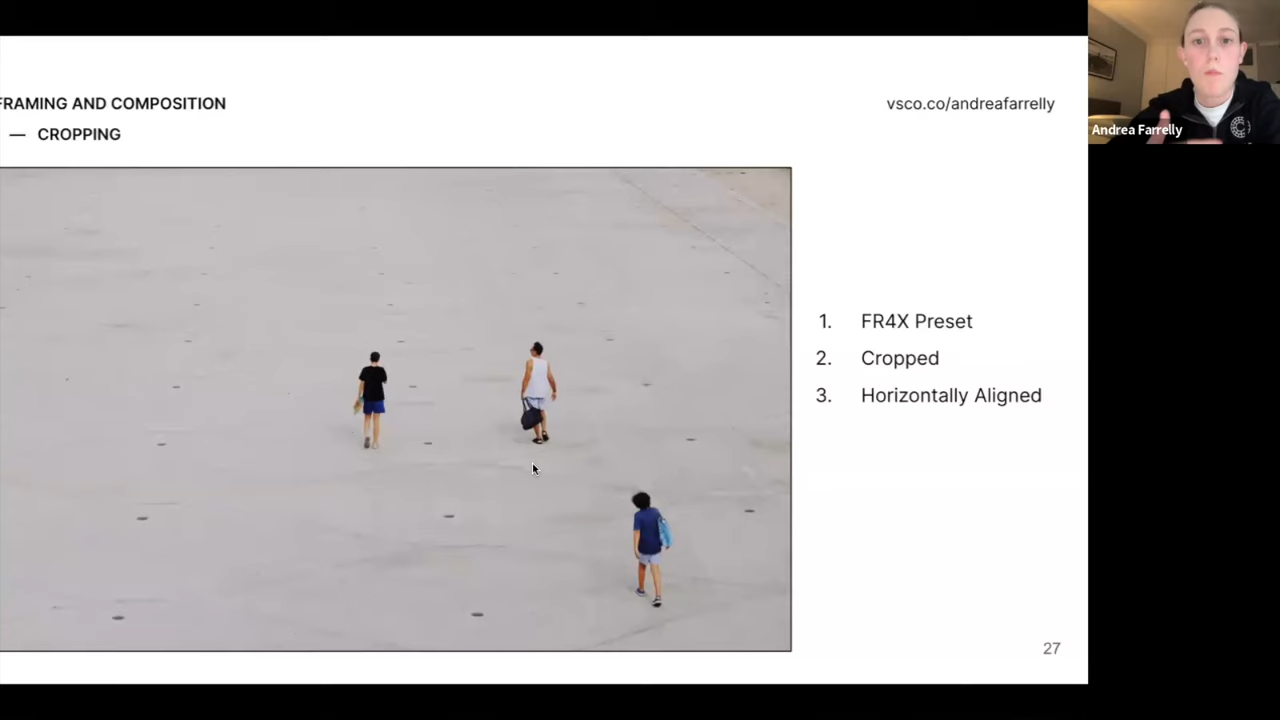 FRAMING AND COMPOSITION
— CROPPING
vsco.co/andreafarrelly
Andrea Farrelly
1. FR4X Preset
2. Cropped
3. Horizontally Aligned
27